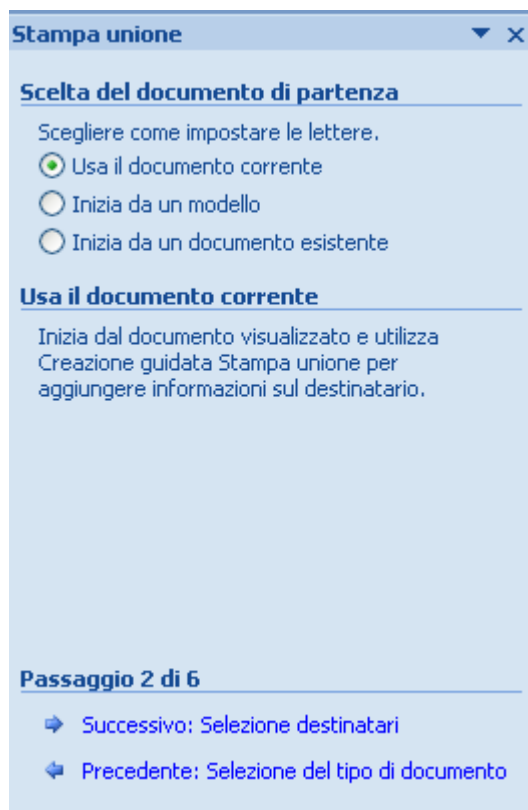 Stampa unione
Scelta del documento di partenza
Scegliere come impostare le lettere.
Usa il documento corrente
Inizia da un modello
Inizia da un documento esistente
Usa il documento corrente
Inizia dal documento visualizzato e utilizza
Creazione guidata Stampa unione per
aggiungere informazioni sul destinatario.
Passaggio 2 di 6
Successivo: Selezione destinatari
Precedente: Selezione del tipo di documento